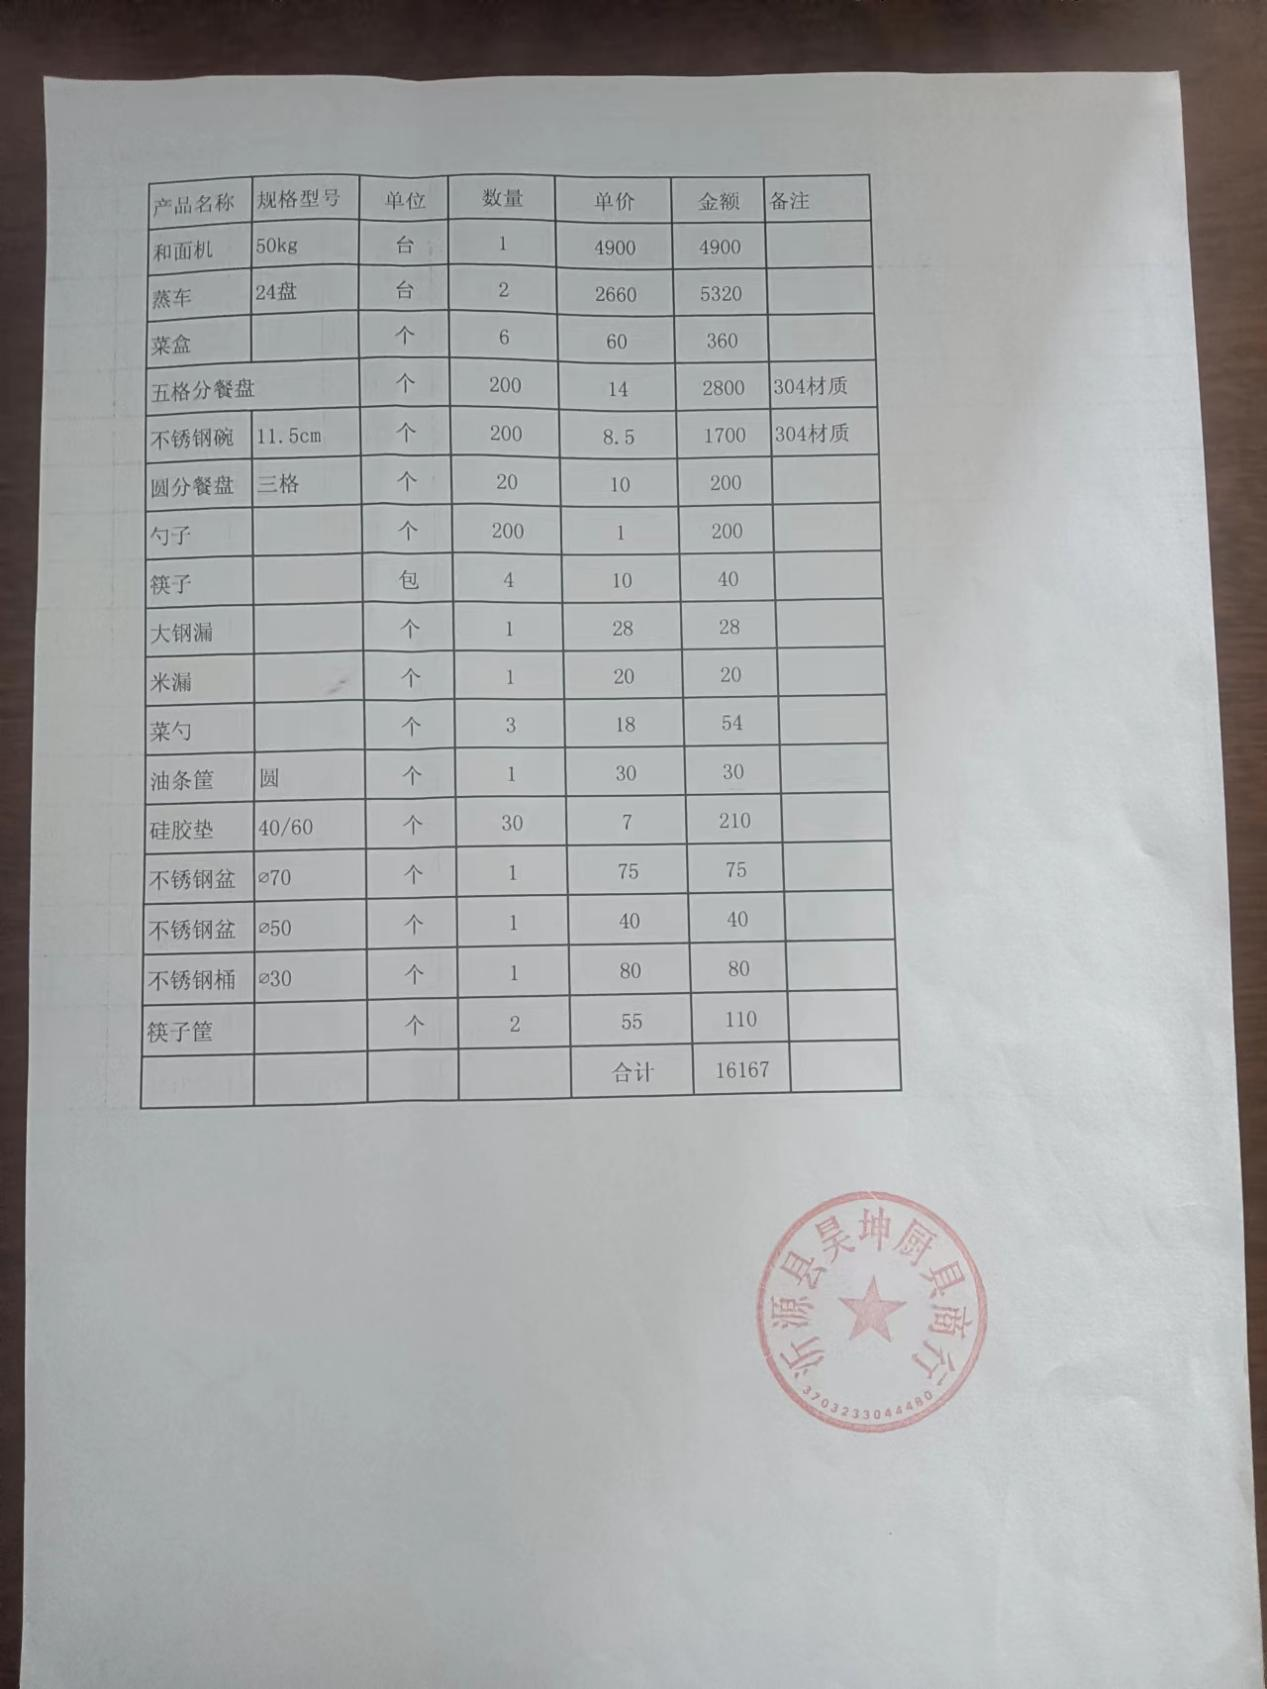 产品名称 规格型号 单位 数量 单价 金额 备注
和面机 50kg 台 1 4900 4900
蒸车 24盘 台 2 2660 5320
菜盒 个 6 60 360
五格分餐盘 个 200 14 2800 304材质
不锈钢碗 11.5cm 个 200 8.5 1700 304材质
圆分餐盘 三格 个 20 10 200
勺子 个 200 1 200
筷子 包 4 10 40
大钢漏 个 1 28 28
米漏 个 1 20 20
菜勺 个 3 18 54
油条筐 圆 个 1 30 30
硅胶垫 40/60 个 30 7 210
不锈钢盆 ⌀70 个 1 75 75
不锈钢盆 ⌀50 个 1 40 40
不锈钢桶 ⌀30 个 1 80 80
筷子筐 个 2 55 110
合计 16167
沂源县昊坤厨具商行
3703233044480